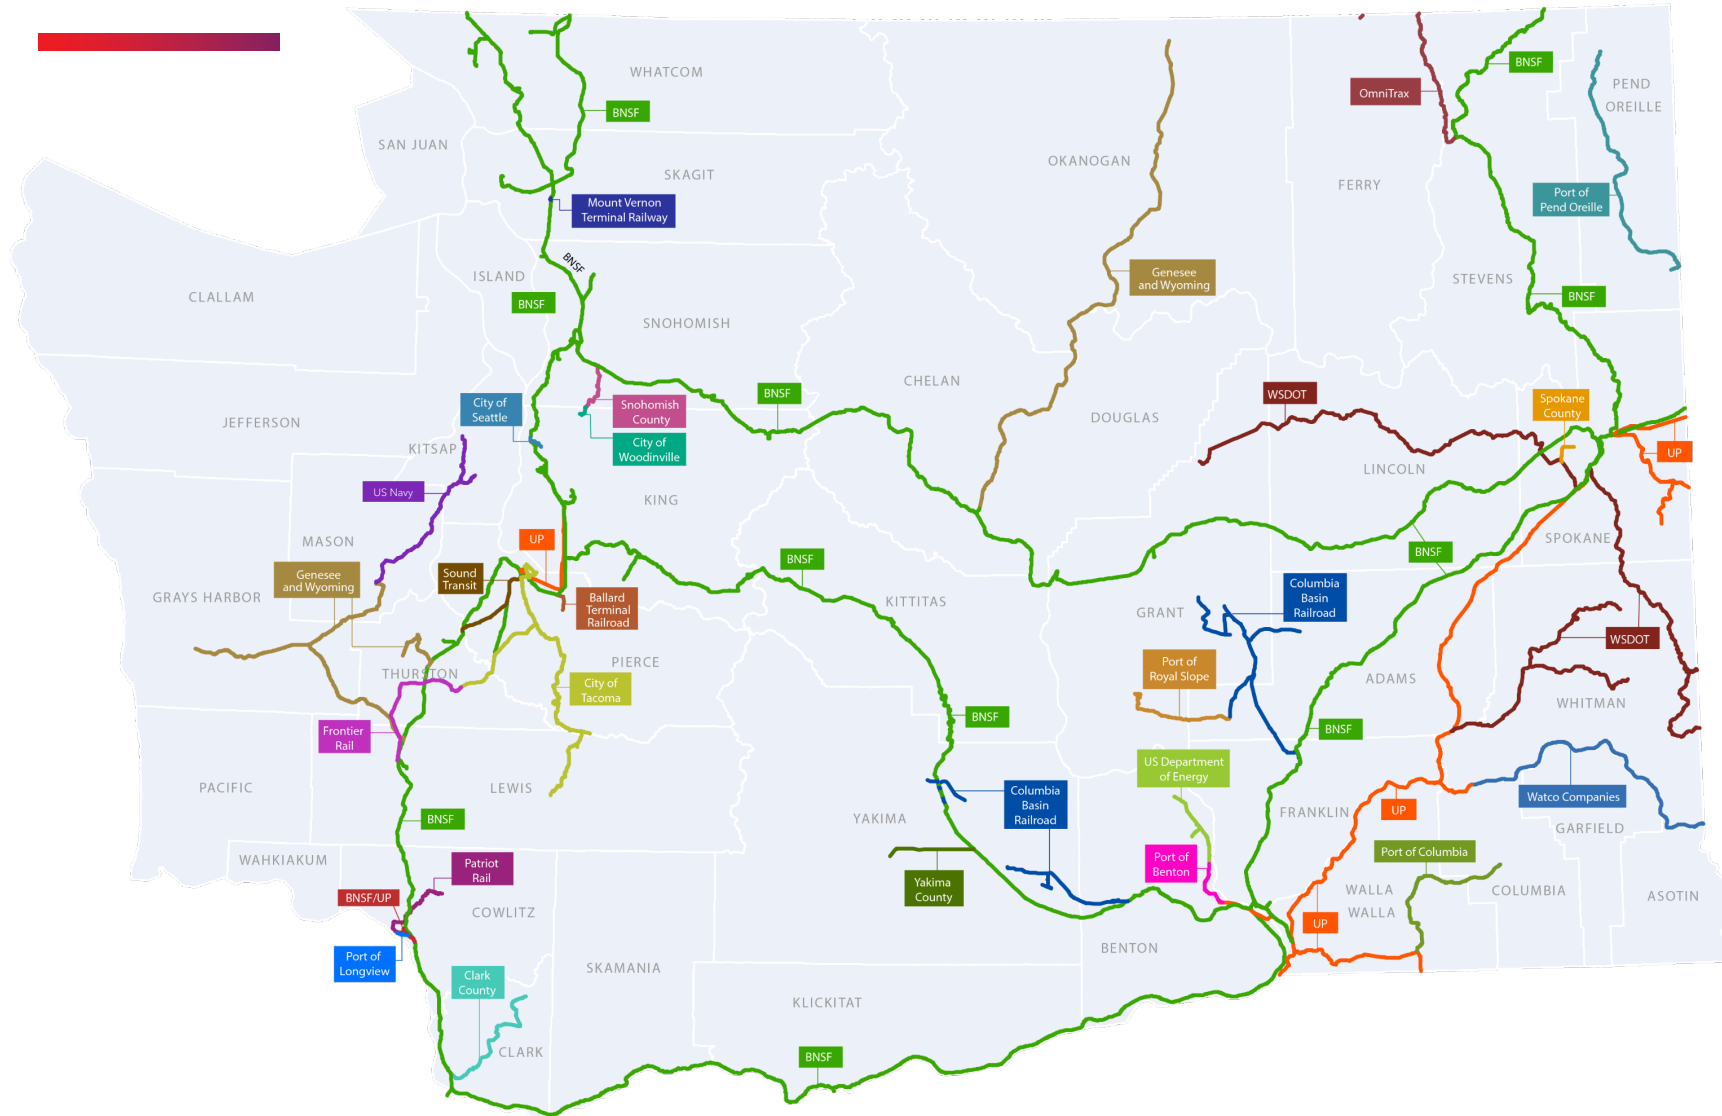 WHATCOM
BNSF
PEND
OREILLE
OmniTrax
BNSF
SAN JUAN
SKAGIT
OKANOGAN
FERRY
Mount Vernon
Terminal Railway
Port of
Pend Oreille
ISLAND
BNSF
BNSF
Genesee
and Wyoming
STEVENS
BNSF
CLALLAM
SNOHOMISH
CHELAN
DOUGLAS
BNSF
WSDOT
Spokane
County
City of
Seattle
Snohomish
County
City of
Woodinville
JEFFERSON
KITSAP
UP
LINCOLN
US Navy
KING
MASON
UP
SPOKANE
BNSF
BNSF
Genesee
and Wyoming
Sound
Transit
Ballard
Terminal
Railroad
GRAYS HARBOR
KITTITAS
GRANT
Columbia
Basin
Railroad
WSDOT
THURSTON
PIERCE
City of
Tacoma
Port of
Royal Slope
ADAMS
WHITMAN
Frontier
Rail
BNSF
BNSF
US Department
of Energy
PACIFIC
LEWIS
Columbia
Basin
Railroad
YAKIMA
FRANKLIN
UP
Watco Companies
GARFIELD
BNSF
WAHKIAKUM
Patriot
Rail
Yakima
County
Port of
Benton
Port of Columbia
WALLA
WALLA
COLUMBIA
ASOTIN
BNSF/UP
COWLITZ
UP
BENTON
Port of
Longview
Clark
County
SKAMANIA
KLICKITAT
CLARK
BNSF